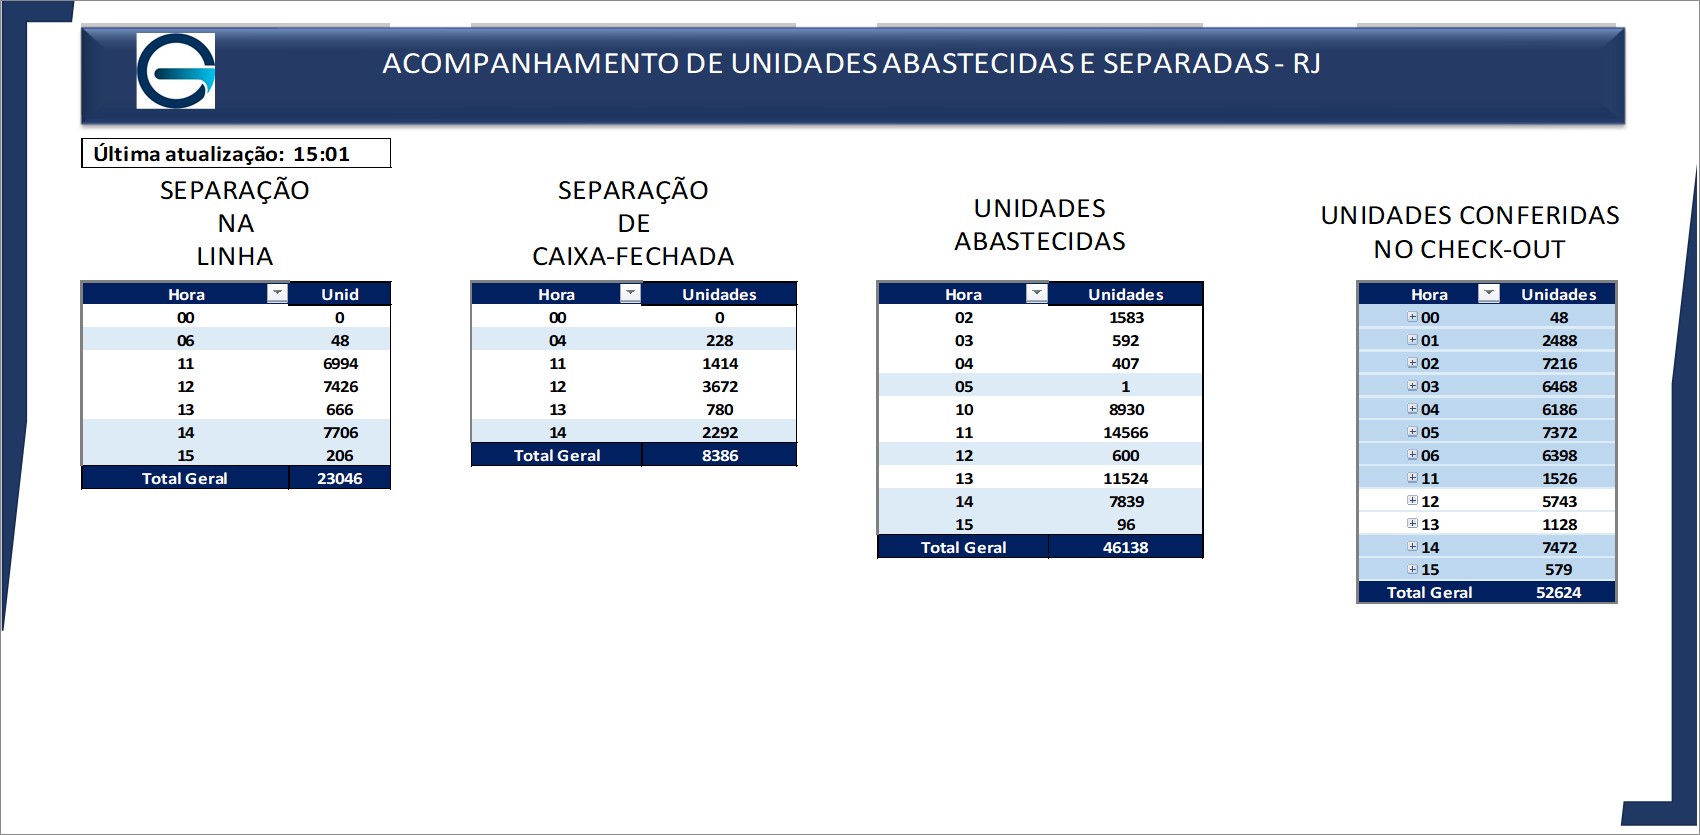 ACOMPANHAMENTO DE UNIDADES ABASTECIDAS E SEPARADAS - RJ
Última atualização: 15:01
SEPARAÇÃO
NA
LINHA
Hora Unid
00 0
06 48
11 6994
12 7426
13 666
14 7706
15 206
Total Geral 23046
SEPARAÇÃO
DE
CAIXA-FECHADA
Hora Unidades
00 0
04 228
11 1414
12 3672
13 780
14 2292
Total Geral 8386
UNIDADES
ABASTECIDAS
Hora Unidades
02 1583
03 592
04 407
05 1
10 8930
11 14566
12 600
13 11524
14 7839
15 96
Total Geral 46138
UNIDADES CONFERIDAS
NO CHECK-OUT
Hora Unidades
00 48
01 2488
02 7216
03 6468
04 6186
05 7372
06 6398
11 1526
12 5743
13 1128
14 7472
15 579
Total Geral 52624